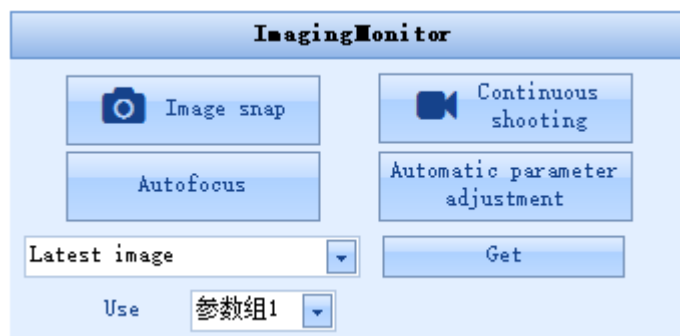 ImagingMonitor
Image snap
Continuous
shooting
Autofocus
Automatic parameter
adjustment
Latest image
Get
Use 参数组1